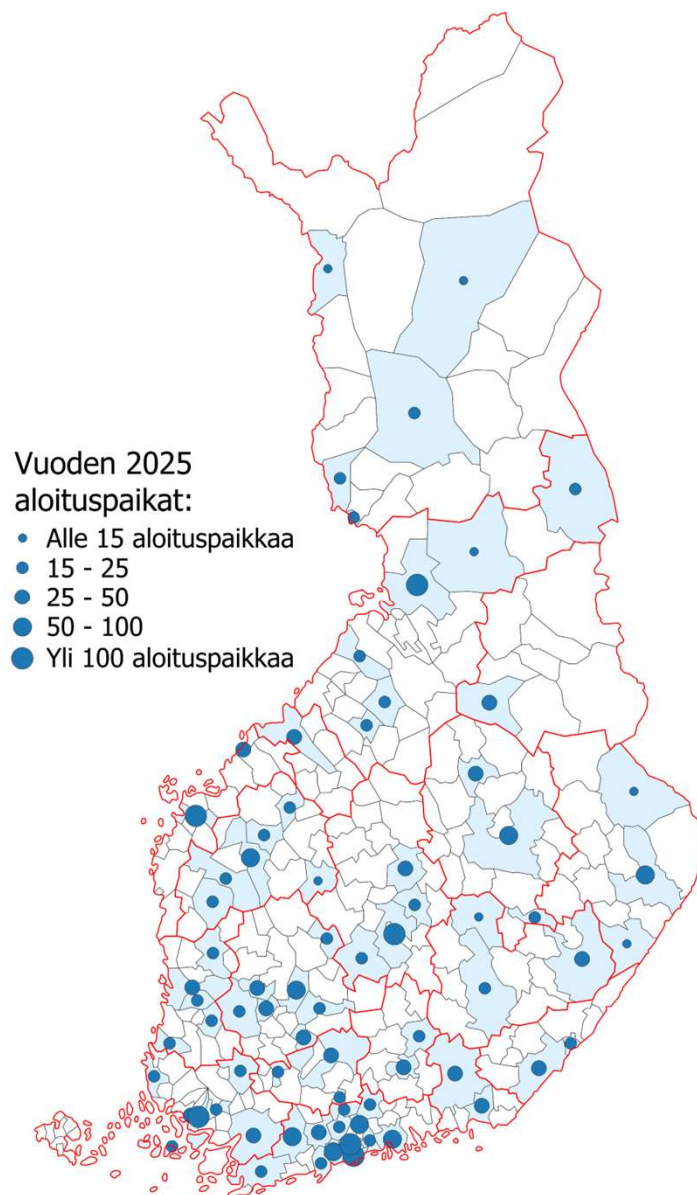 Vuoden 2025
aloituspaikat:
Alle 15 aloituspaikkaa
15 - 25
25 - 50
50 - 100
Yli 100 aloituspaikkaa